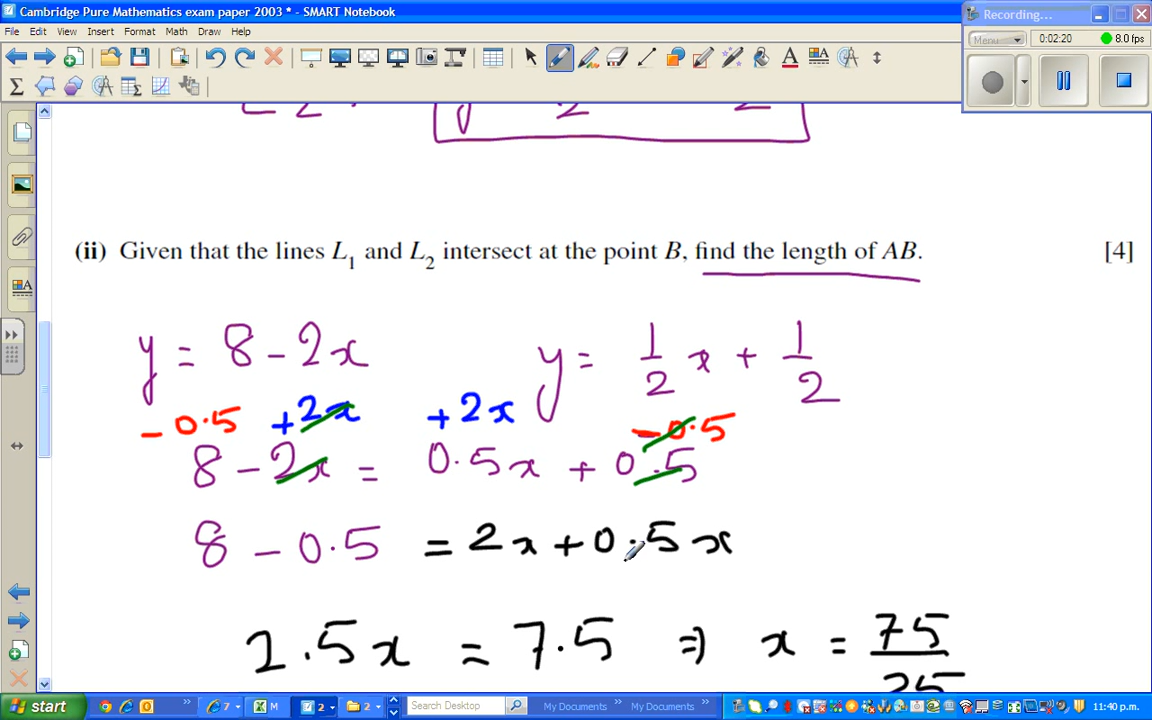 Cambridge Pure Mathematics exam paper 2003 * - SMART Notebook
Recording...
File Edit View Insert Format Math Draw Help
Menu 0:02:20 8.0 fps
(ii) Given that the lines L1 and L2 intersect at the point B, find the length of AB. [4]
y = 8 - 2x y = 1/2 x + 1/2
- 0.5 + 2x + 2x - 0.5
8 - 2x = 0.5x + 0.5
8 - 0.5 = 2x + 0.5x
2.5x = 7.5 ⇒ x = 75/25
start 7 M 2 2 Search Desktop My Documents My Documents 11:40 p.m.